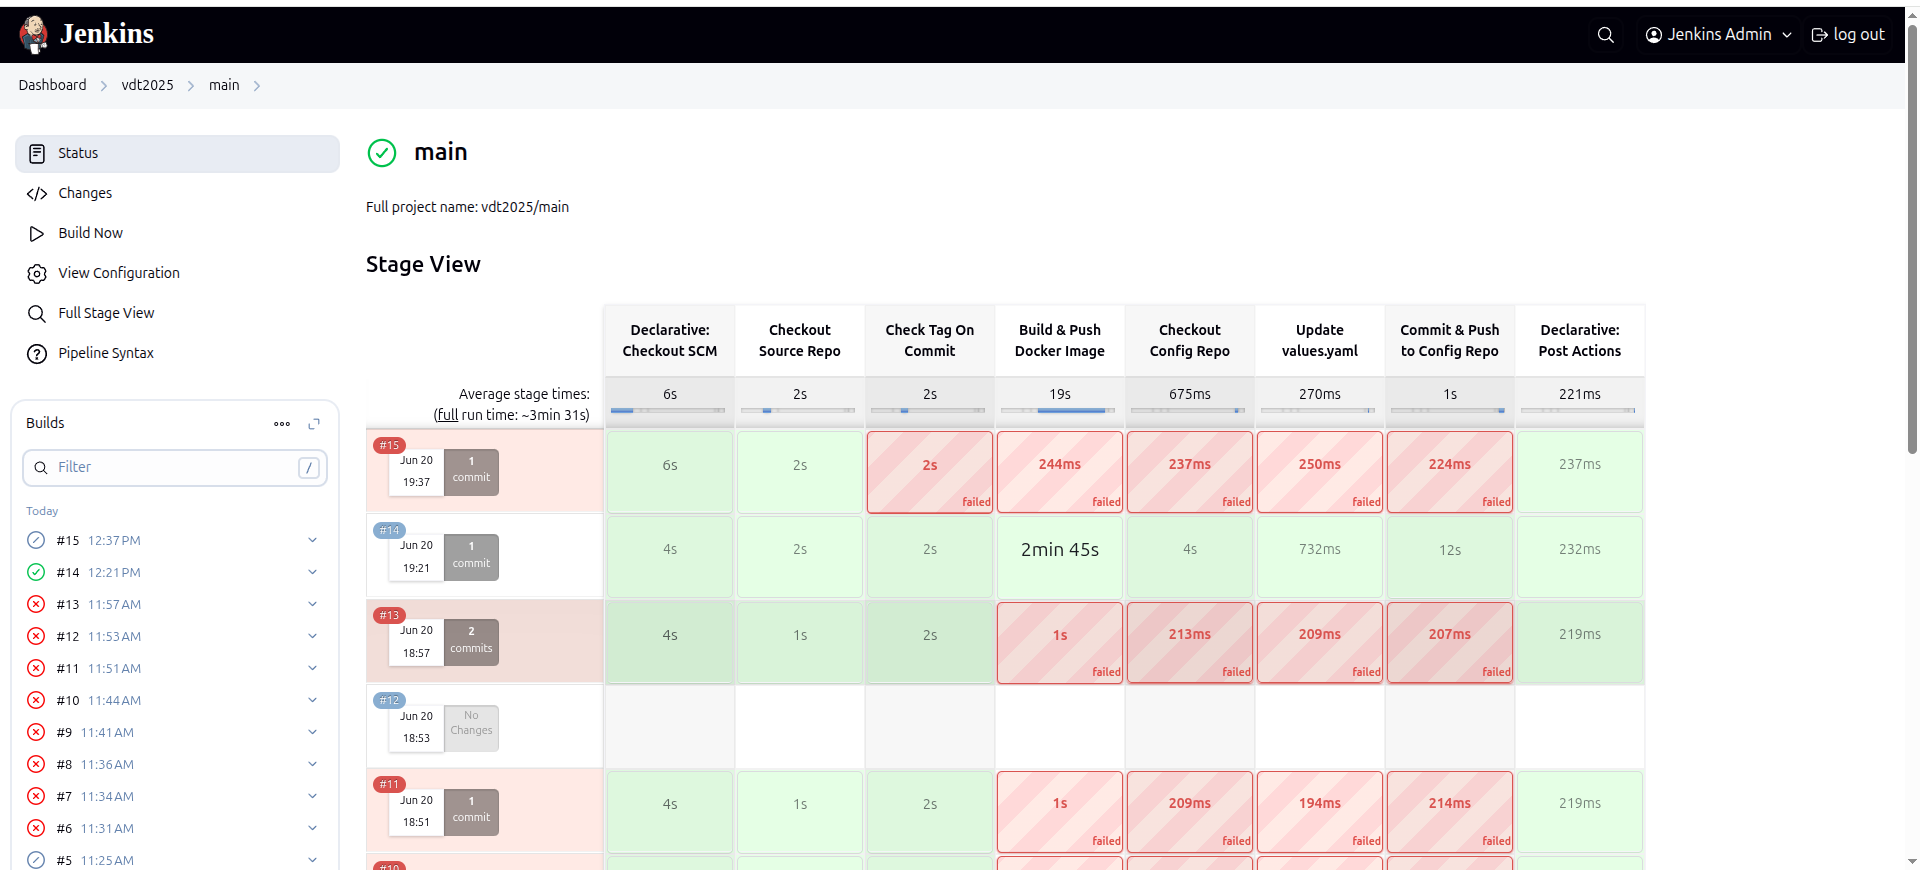 Jenkins
Jenkins Admin
log out
Dashboard
vdt2025
main
Status
Changes
Build Now
View Configuration
Full Stage View
Pipeline Syntax
Builds
Filter
/
Today
#15 12:37 PM
#14 12:21 PM
#13 11:57 AM
#12 11:53 AM
#11 11:51 AM
#10 11:44 AM
#9 11:41 AM
#8 11:36 AM
#7 11:34 AM
#6 11:31 AM
#5 11:25 AM
main
Full project name: vdt2025/main
Stage View
Declarative: Checkout SCM
Checkout Source Repo
Check Tag On Commit
Build & Push Docker Image
Checkout Config Repo
Update values.yaml
Commit & Push to Config Repo
Declarative: Post Actions
Average stage times:
(full run time: ~3min 31s)
6s 2s 2s 19s 675ms 270ms 1s 221ms
#15
Jun 20
19:37
1
commit
6s 2s 2s 244ms 237ms 250ms 224ms 237ms
failed failed failed failed failed
#14
Jun 20
19:21
1
commit
4s 2s 2s 2min 45s 4s 732ms 12s 232ms
#13
Jun 20
18:57
2
commits
4s 1s 2s 1s 213ms 209ms 207ms 219ms
failed failed failed failed
#12
Jun 20
18:53
No
Changes
#11
Jun 20
18:51
1
commit
4s 1s 2s 1s 209ms 194ms 214ms 219ms
failed failed failed failed
#10